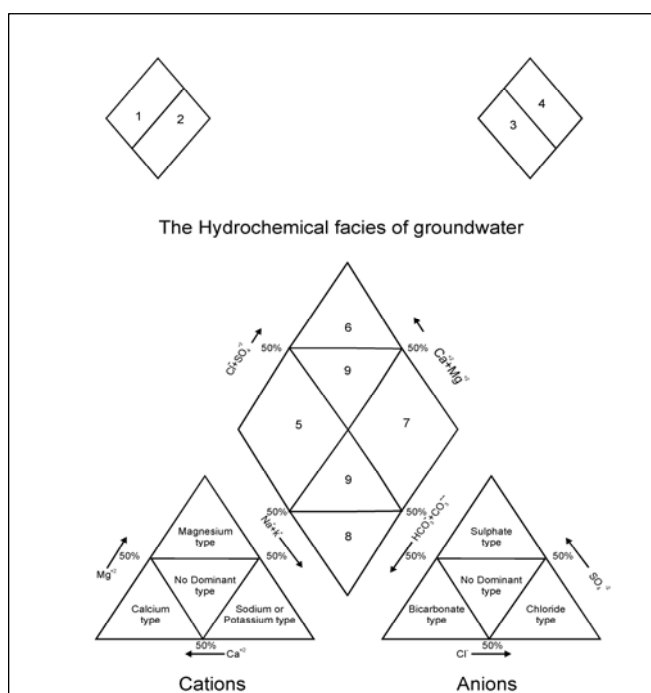 1
2
3
4
The Hydrochemical facies of groundwater
6
Cl⁻+SO₄⁻²
50%
50%
Ca⁺²+Mg⁺²
9
5
7
9
50%
50%
Na⁺+K⁺
HCO₃⁻+CO₃⁻⁻
8
Magnesium
type
Sulphate
type
50%
50%
50%
50%
Mg⁺²
SO₄⁻²
No Dominant
type
No Dominant
type
Calcium
type
Sodium or
Potassium type
Bicarbonate
type
Chloride
type
50%
50%
Ca⁺²
Cl⁻
Cations
Anions